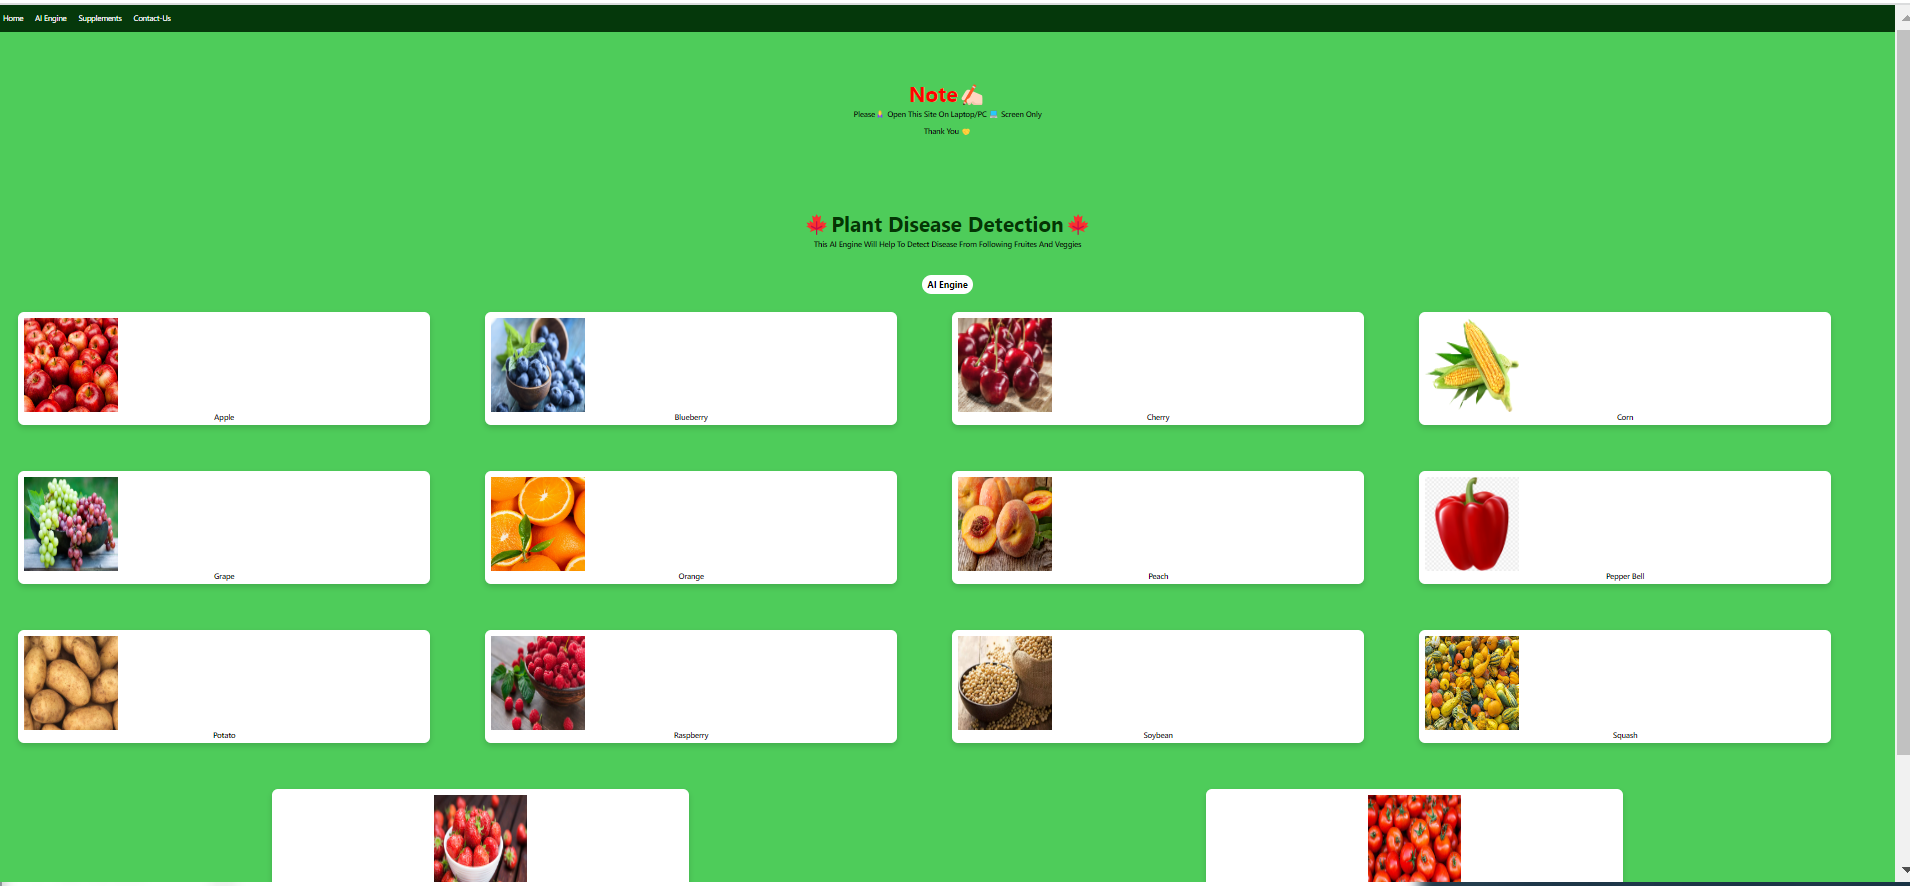 Home AI Engine Supplements Contact-Us
Note✍🏻
Please🧘‍♀️ Open This Site On Laptop/PC 💻 Screen Only
Thank You 🤝
🍁Plant Disease Detection🍁
This AI Engine Will Help To Detect Disease From Following Fruites And Veggies
AI Engine
Apple Blueberry Cherry Corn
Grape Orange Peach Pepper Bell
Potato Raspberry Soybean Squash